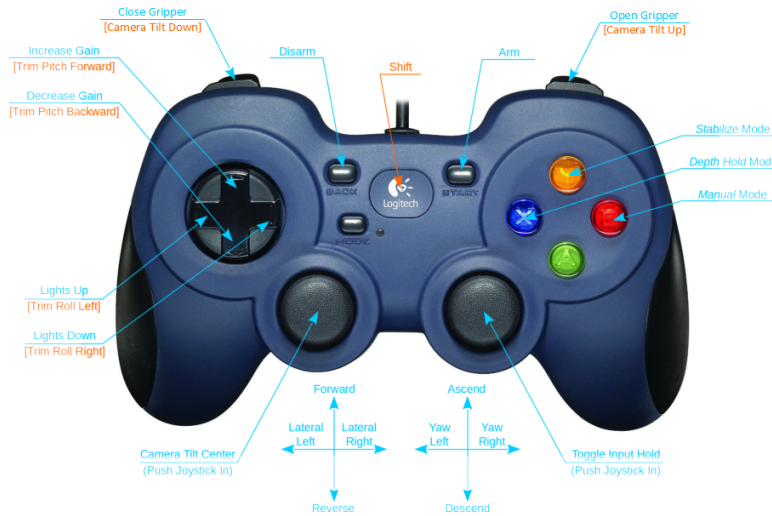 Close Gripper
[Camera Tilt Down]
Open Gripper
[Camera Tilt Up]
Increase Gain
[Trim Pitch Forward]
Disarm
Shift
Arm
Decrease Gain
[Trim Pitch Backward]
Stabilize Mode
Depth Hold Mod
Manual Mode
BACK
START
Logitech
MODE
Y
X
B
A
Lights Up
[Trim Roll Left]
Lights Down
[Trim Roll Right]
Forward
Ascend
Lateral
Left
Lateral
Right
Yaw
Left
Yaw
Right
Camera Tilt Center
(Push Joystick In)
Toggle Input Hold
(Push Joystick In)
Reverse
Descend